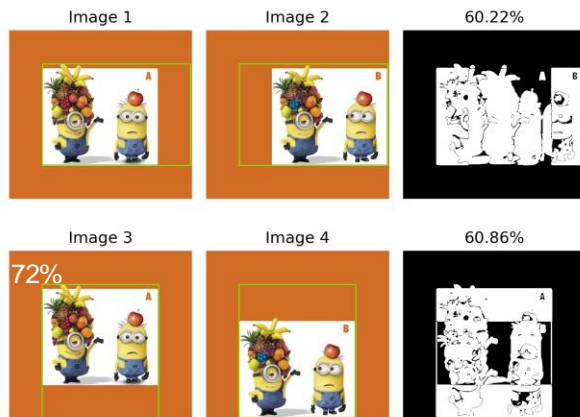 Image 1
Image 2
60.22%
A
B
A
B
Image 3
Image 4
60.86%
72%
A
B
A